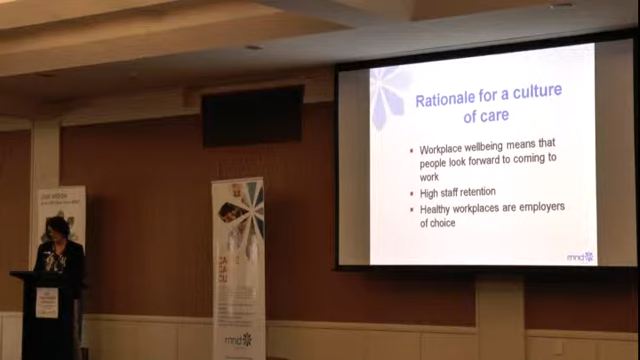 Rationale for a culture
of care
Workplace wellbeing means that
people look forward to coming to
work
High staff retention
Healthy workplaces are employers
of choice
mnd
mnd